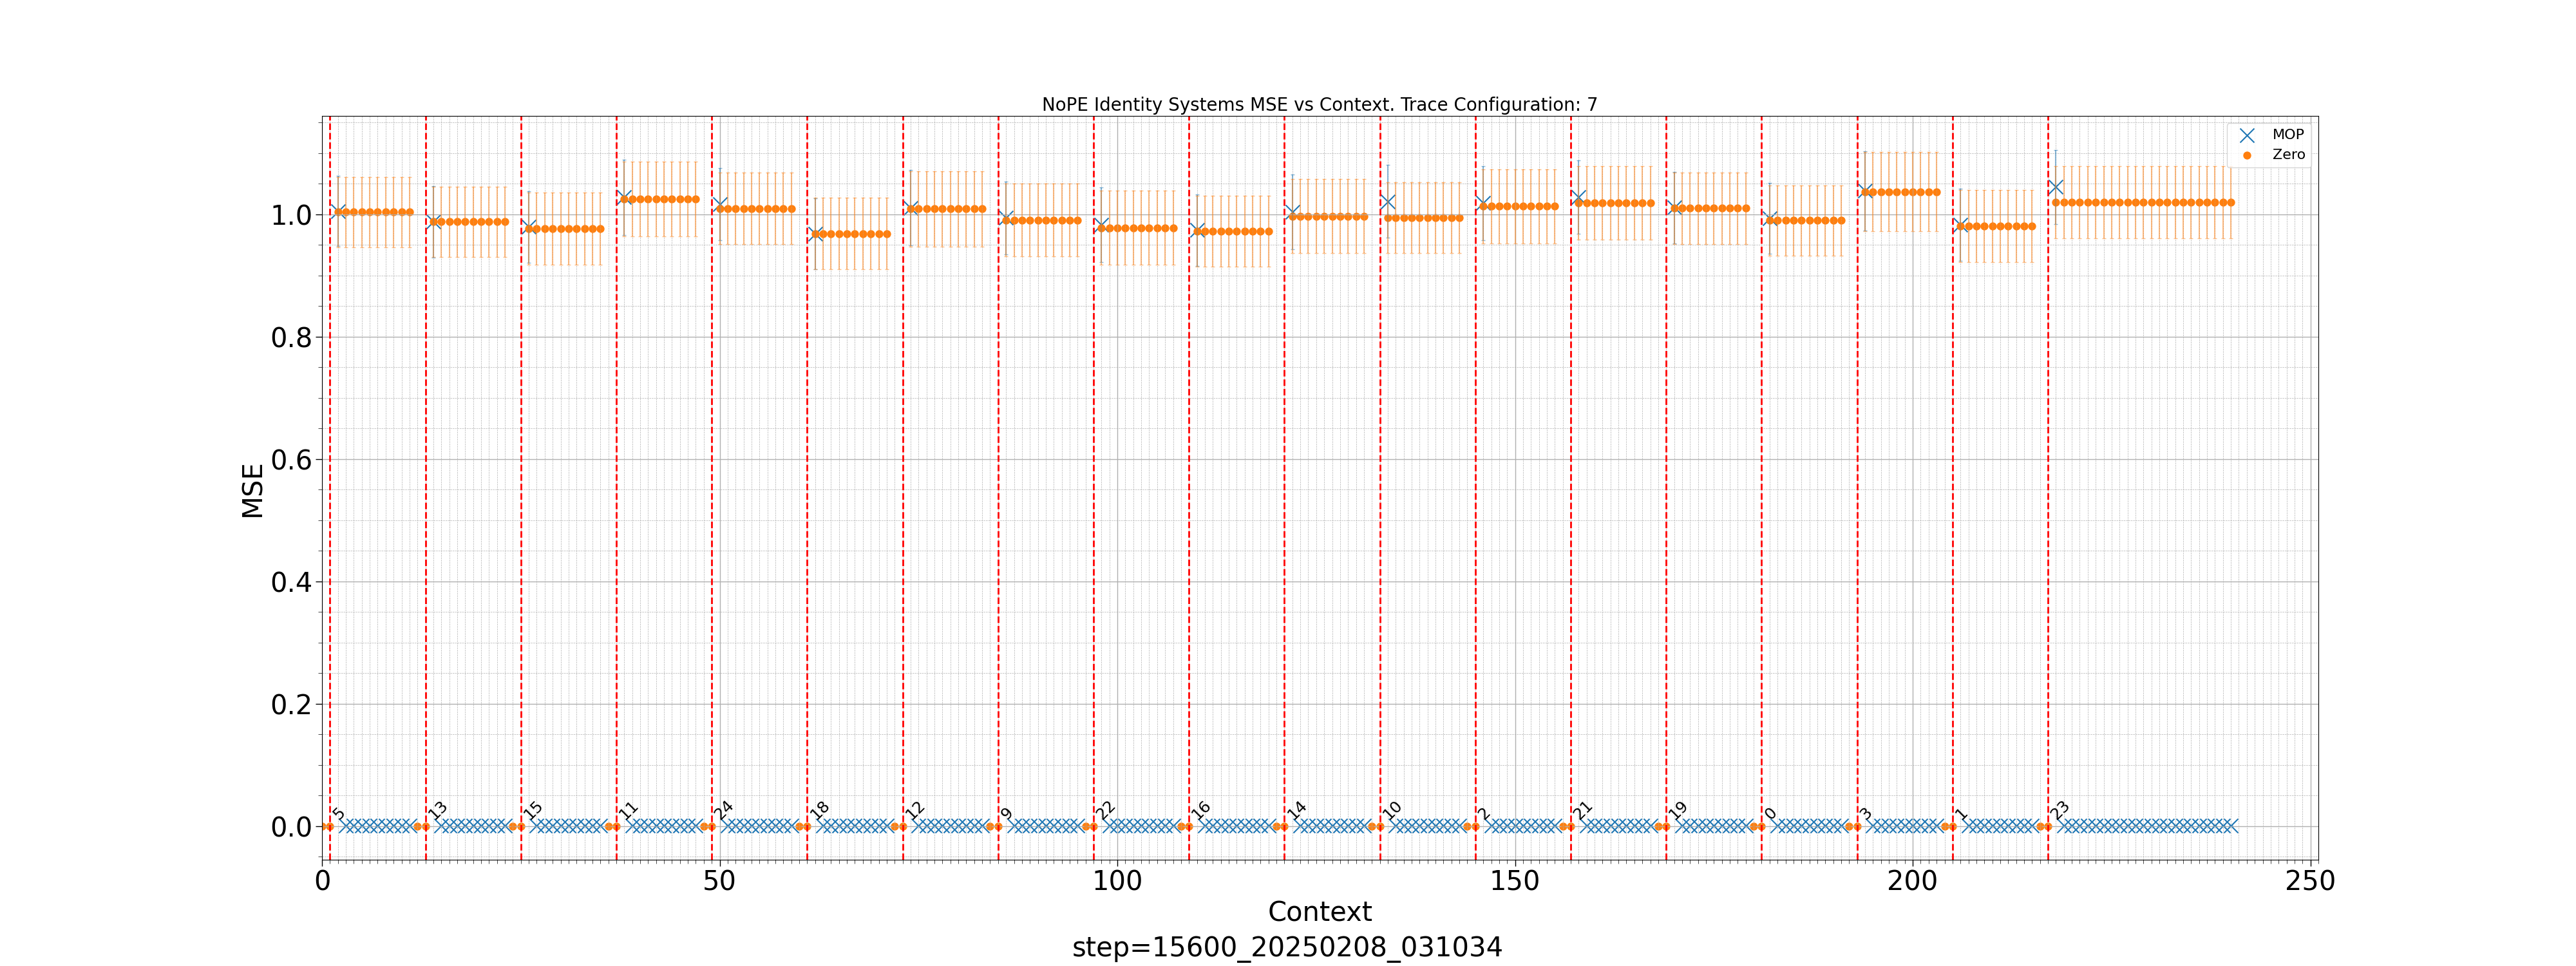 NoPE Identity Systems MSE vs Context. Trace Configuration: 7
MOP
Zero
1.0
0.8
0.6
0.4
0.2
0.0
MSE
5 13 15 11 24 18 12 9 22 16 14 10 2 21 19 0 3 1 23
0 50 100 150 200 250
Context
step=15600_20250208_031034